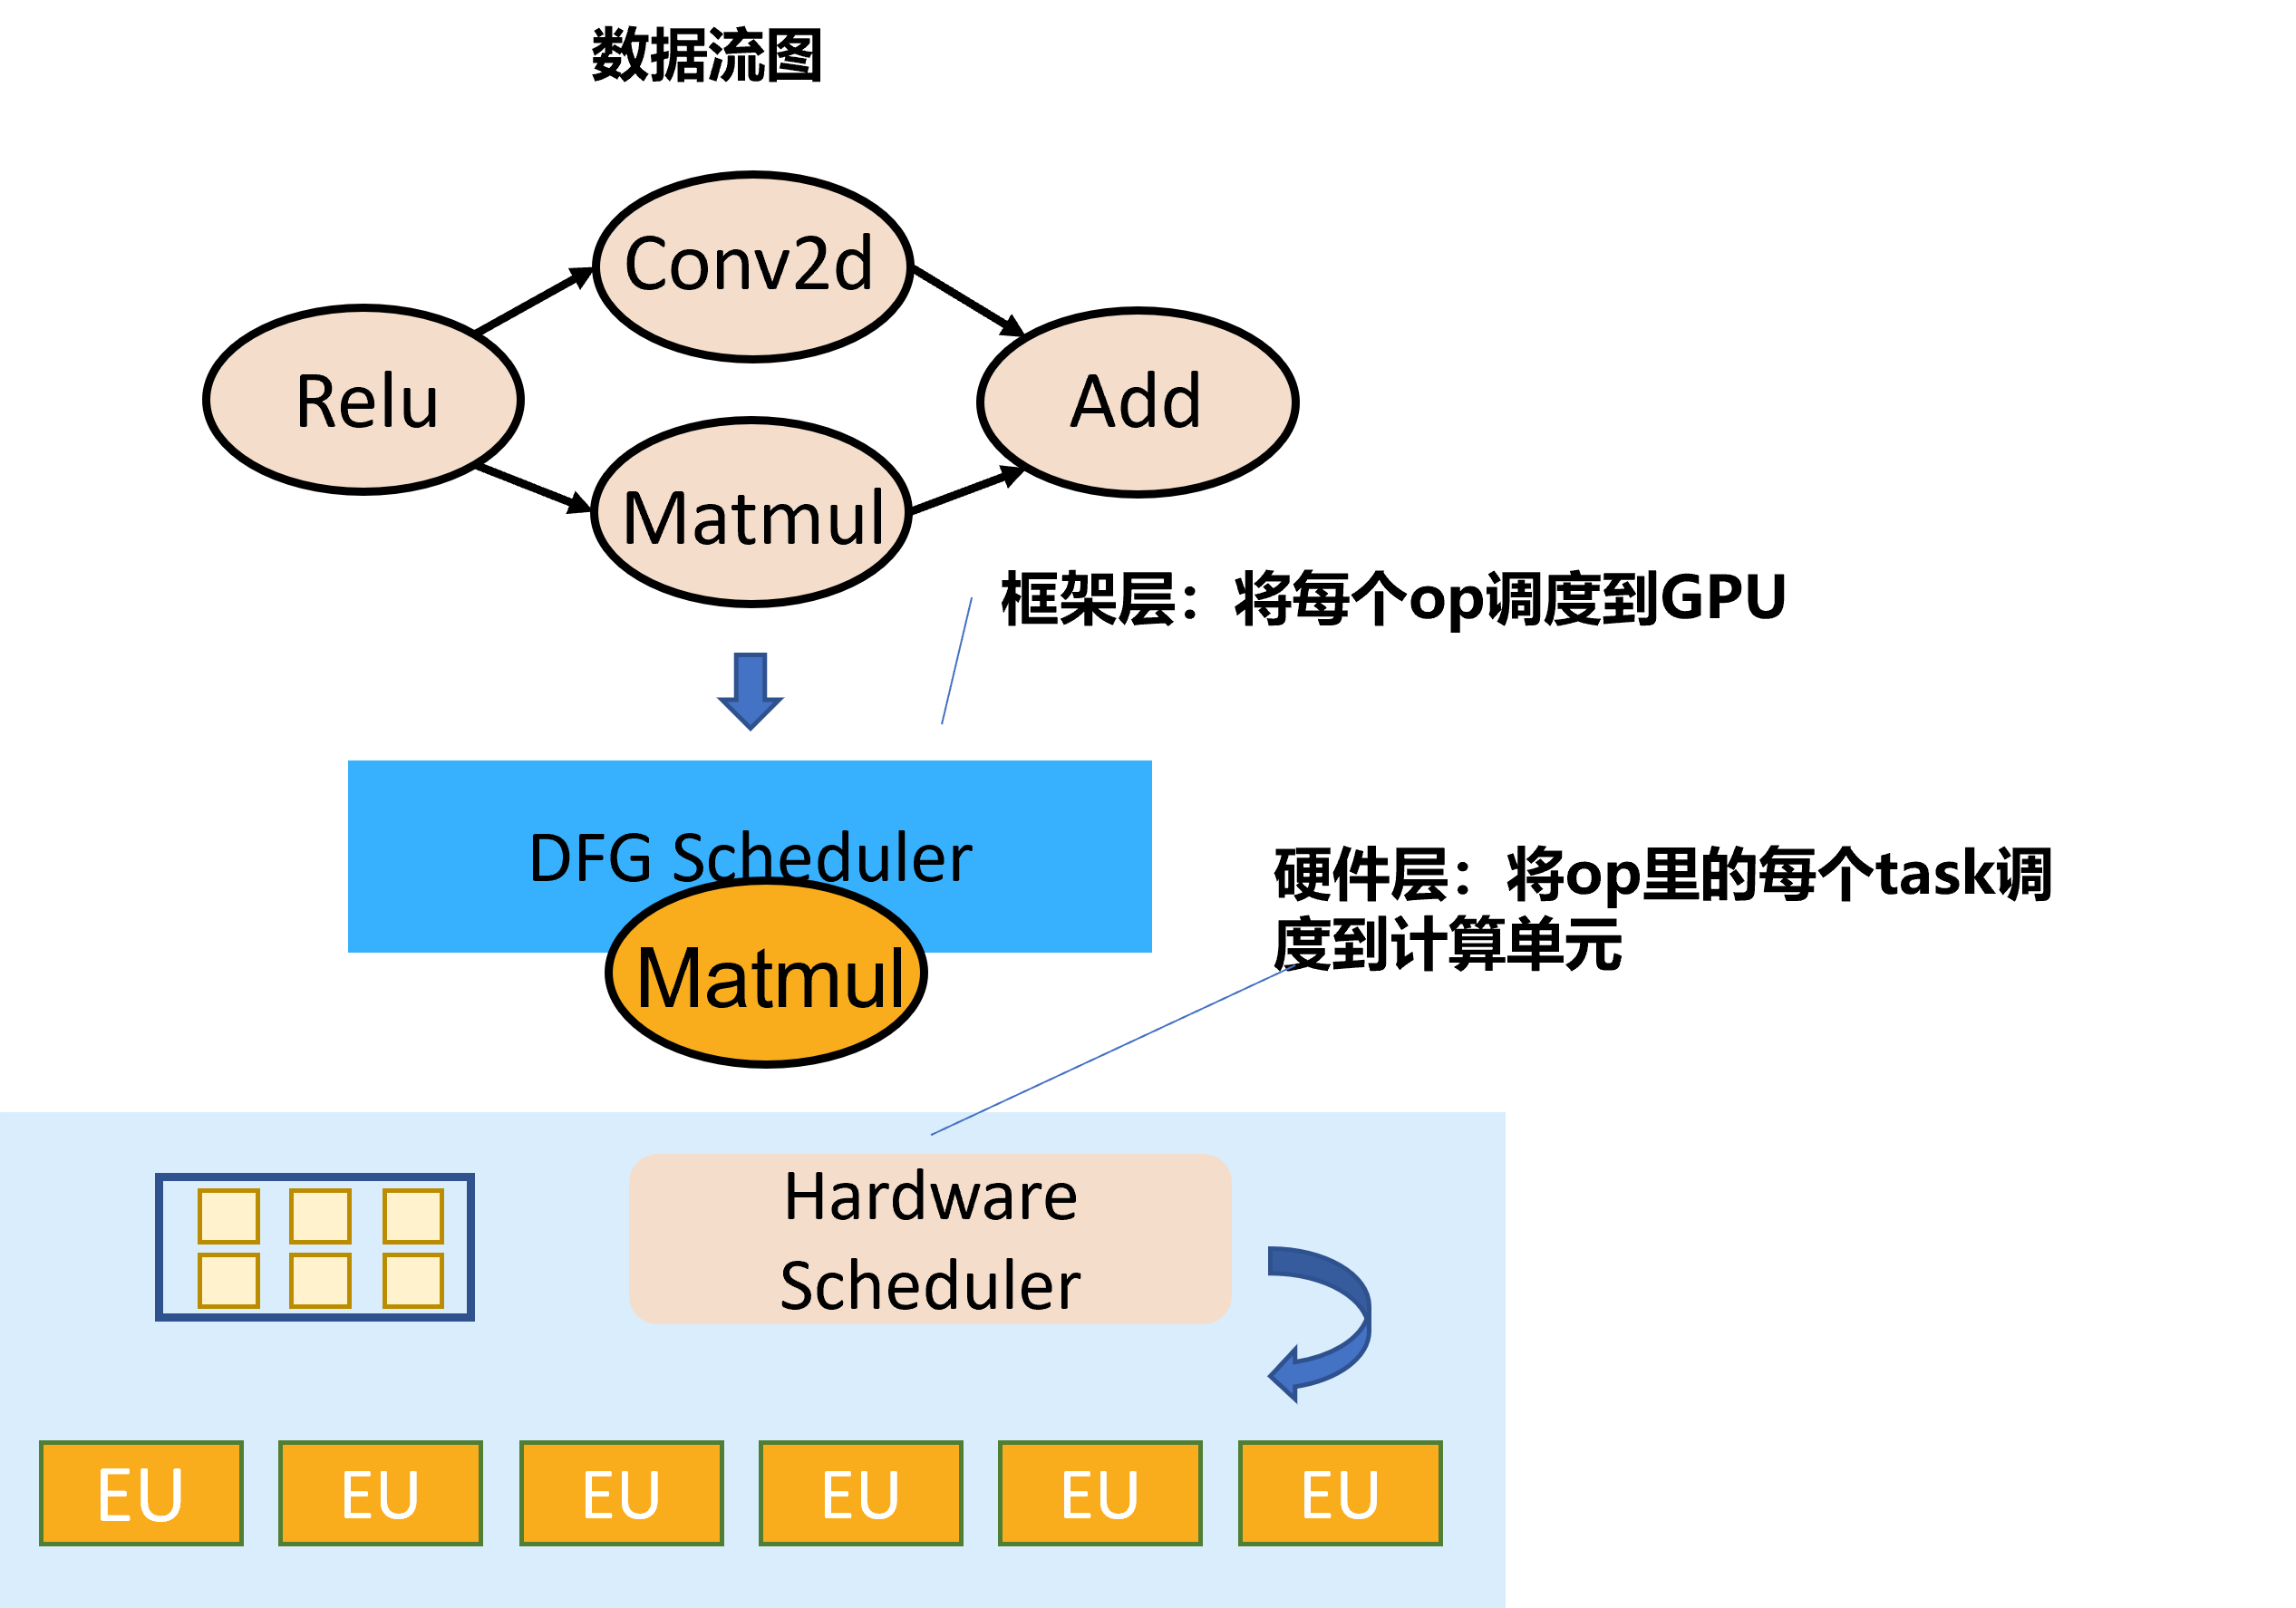 数据流图
Conv2d
Relu
Add
Matmul
框架层：将每个op调度到GPU
DFG Scheduler
硬件层：将op里的每个task调
度到计算单元
Matmul
Hardware
Scheduler
EU
EU
EU
EU
EU
EU